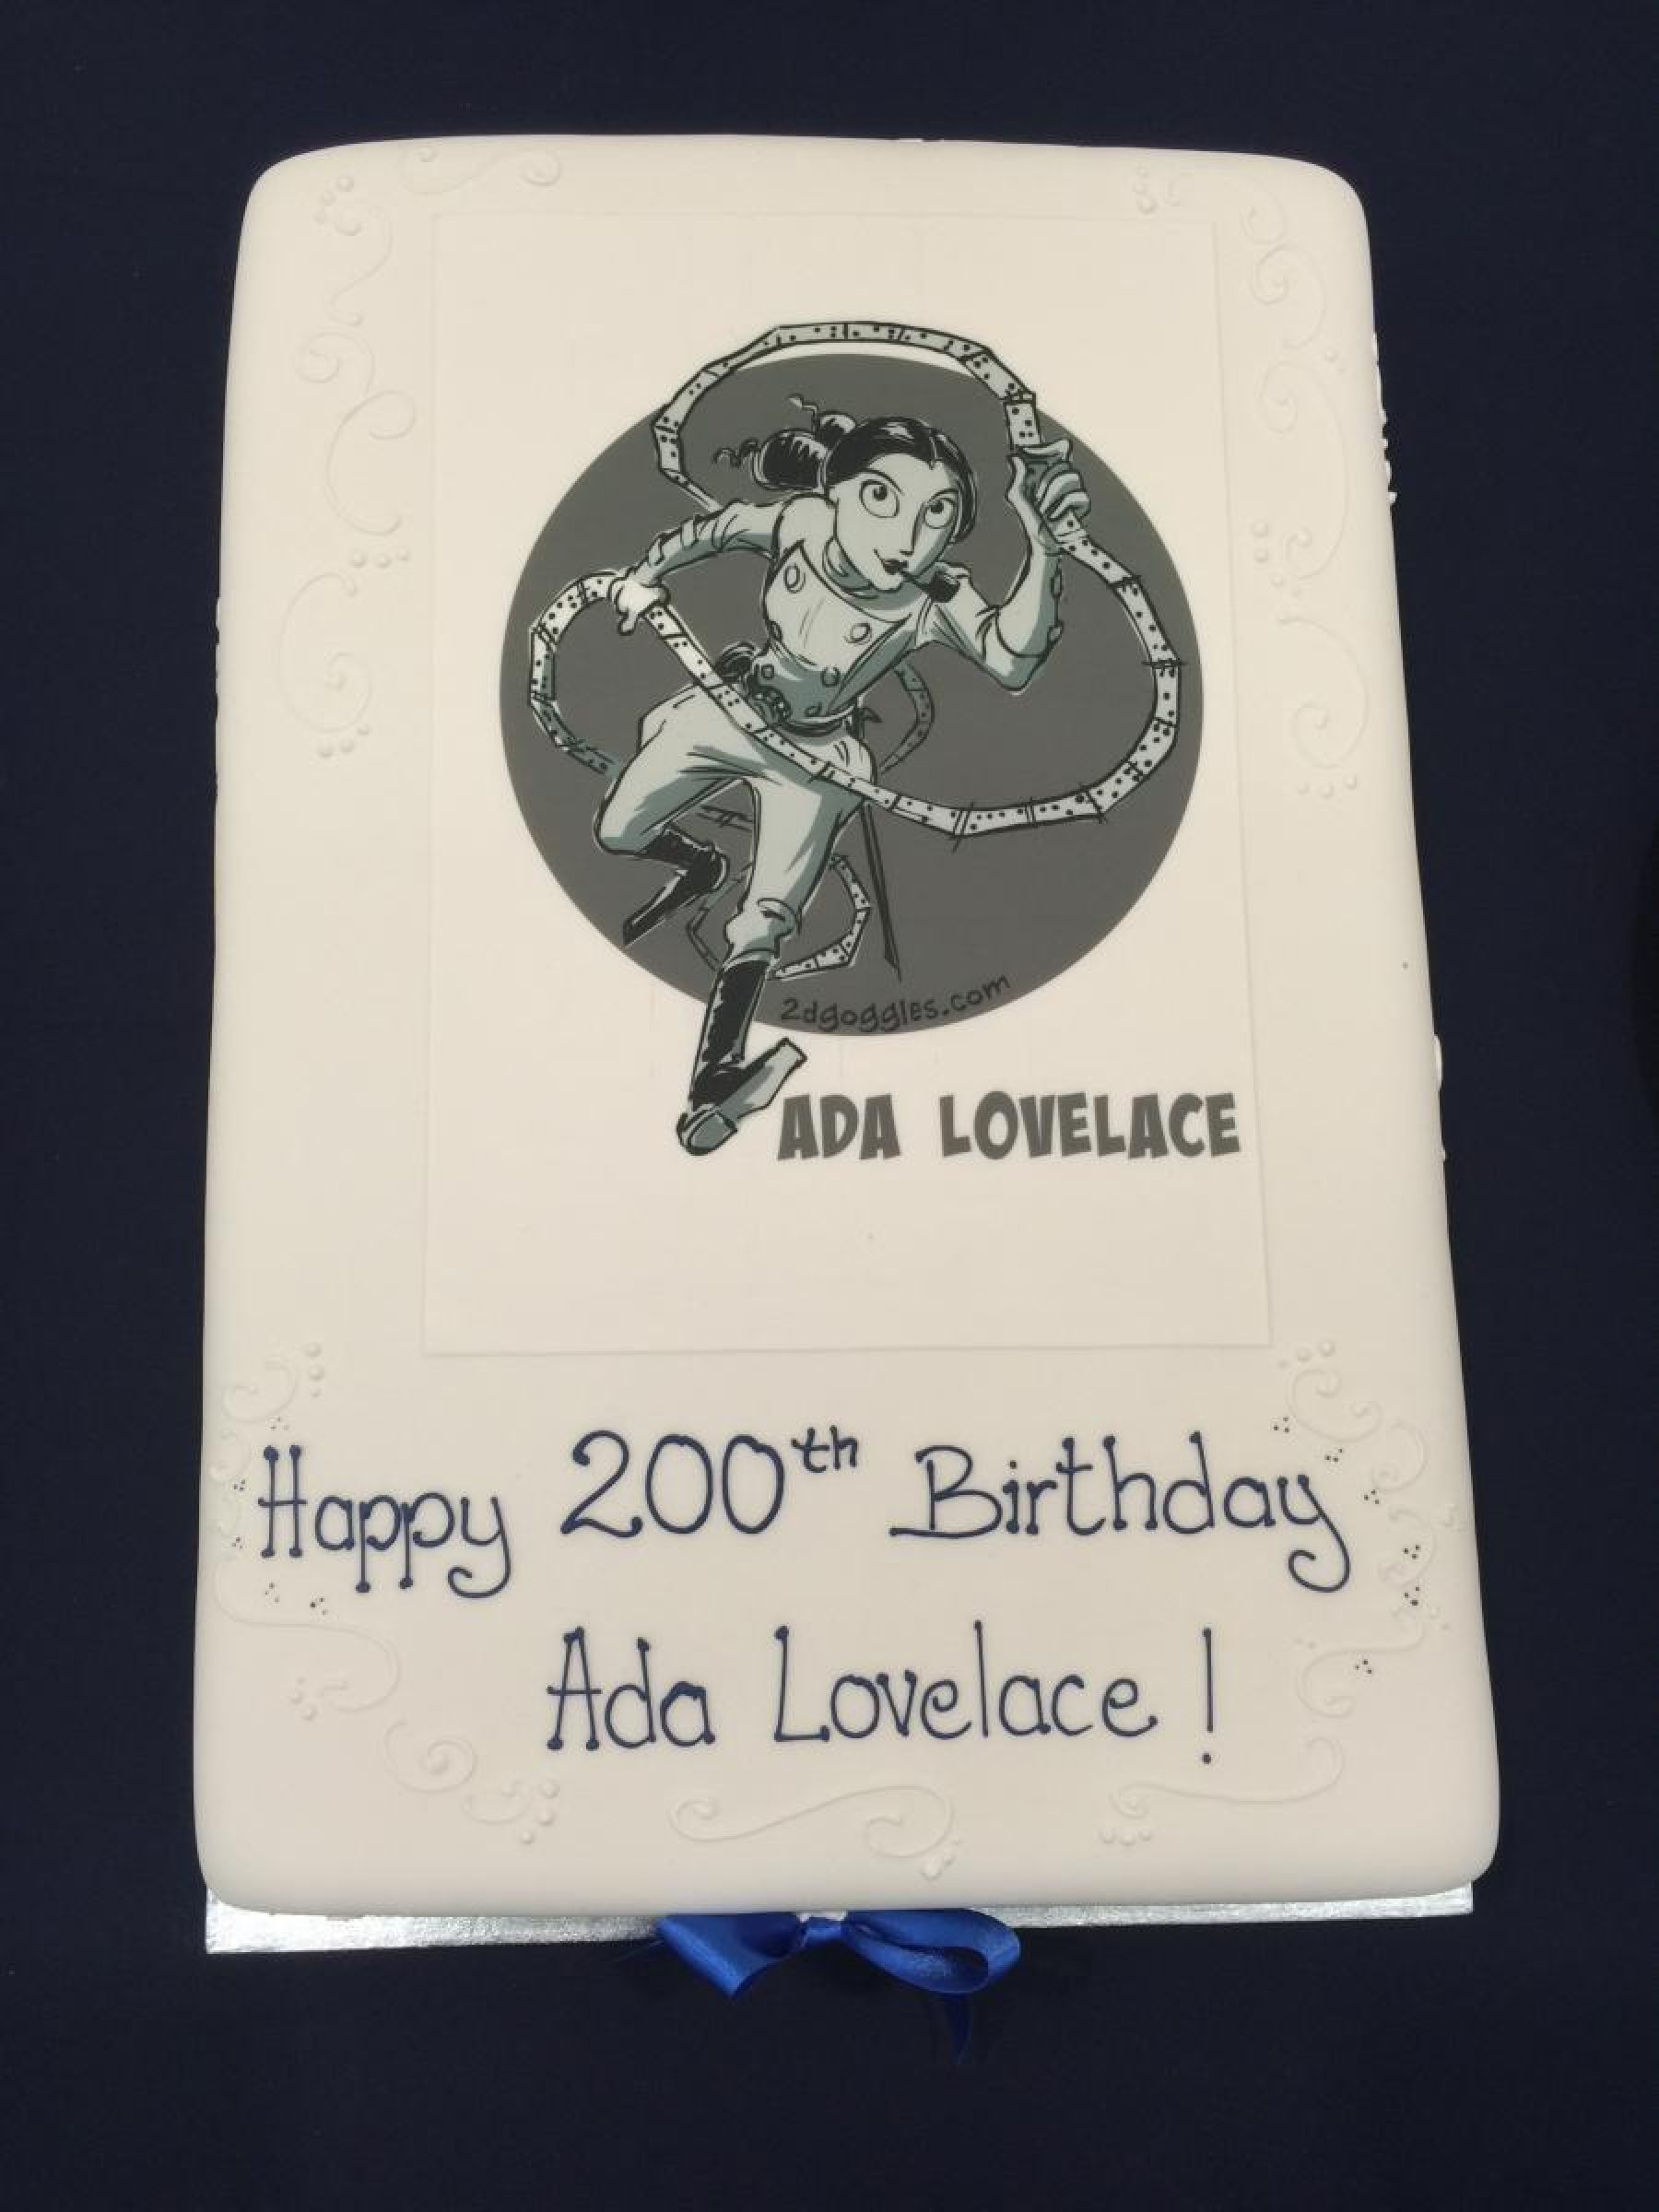 2dgoggles.com
ADA LOVELACE
Happy 200th Birthday
Ada Lovelace !